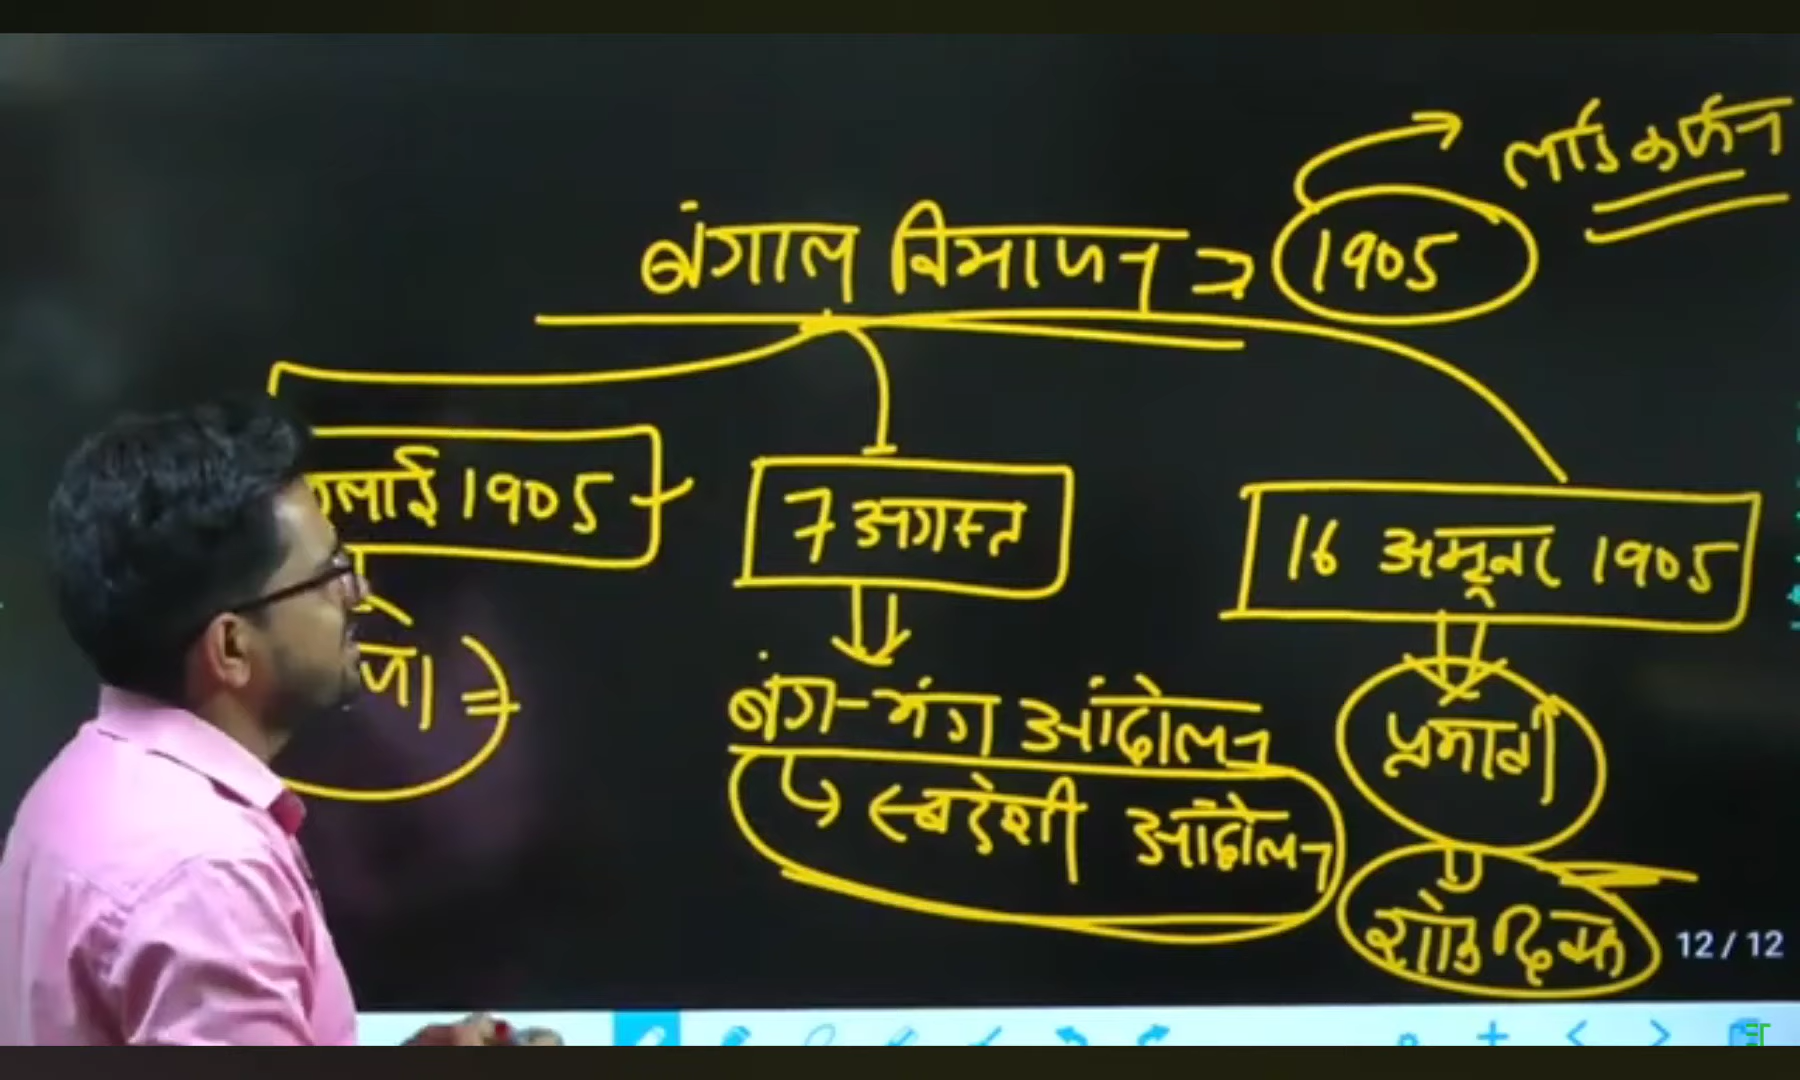 लार्ड कर्जन
बंगाल विभाजन ⇒ 1905
जुलाई 1905
7 अगस्त
16 अक्टूबर 1905
बंग-भंग आंदोलन
↳ स्वदेशी आंदोलन
प्रभावी
शोक दिवस
12 / 12